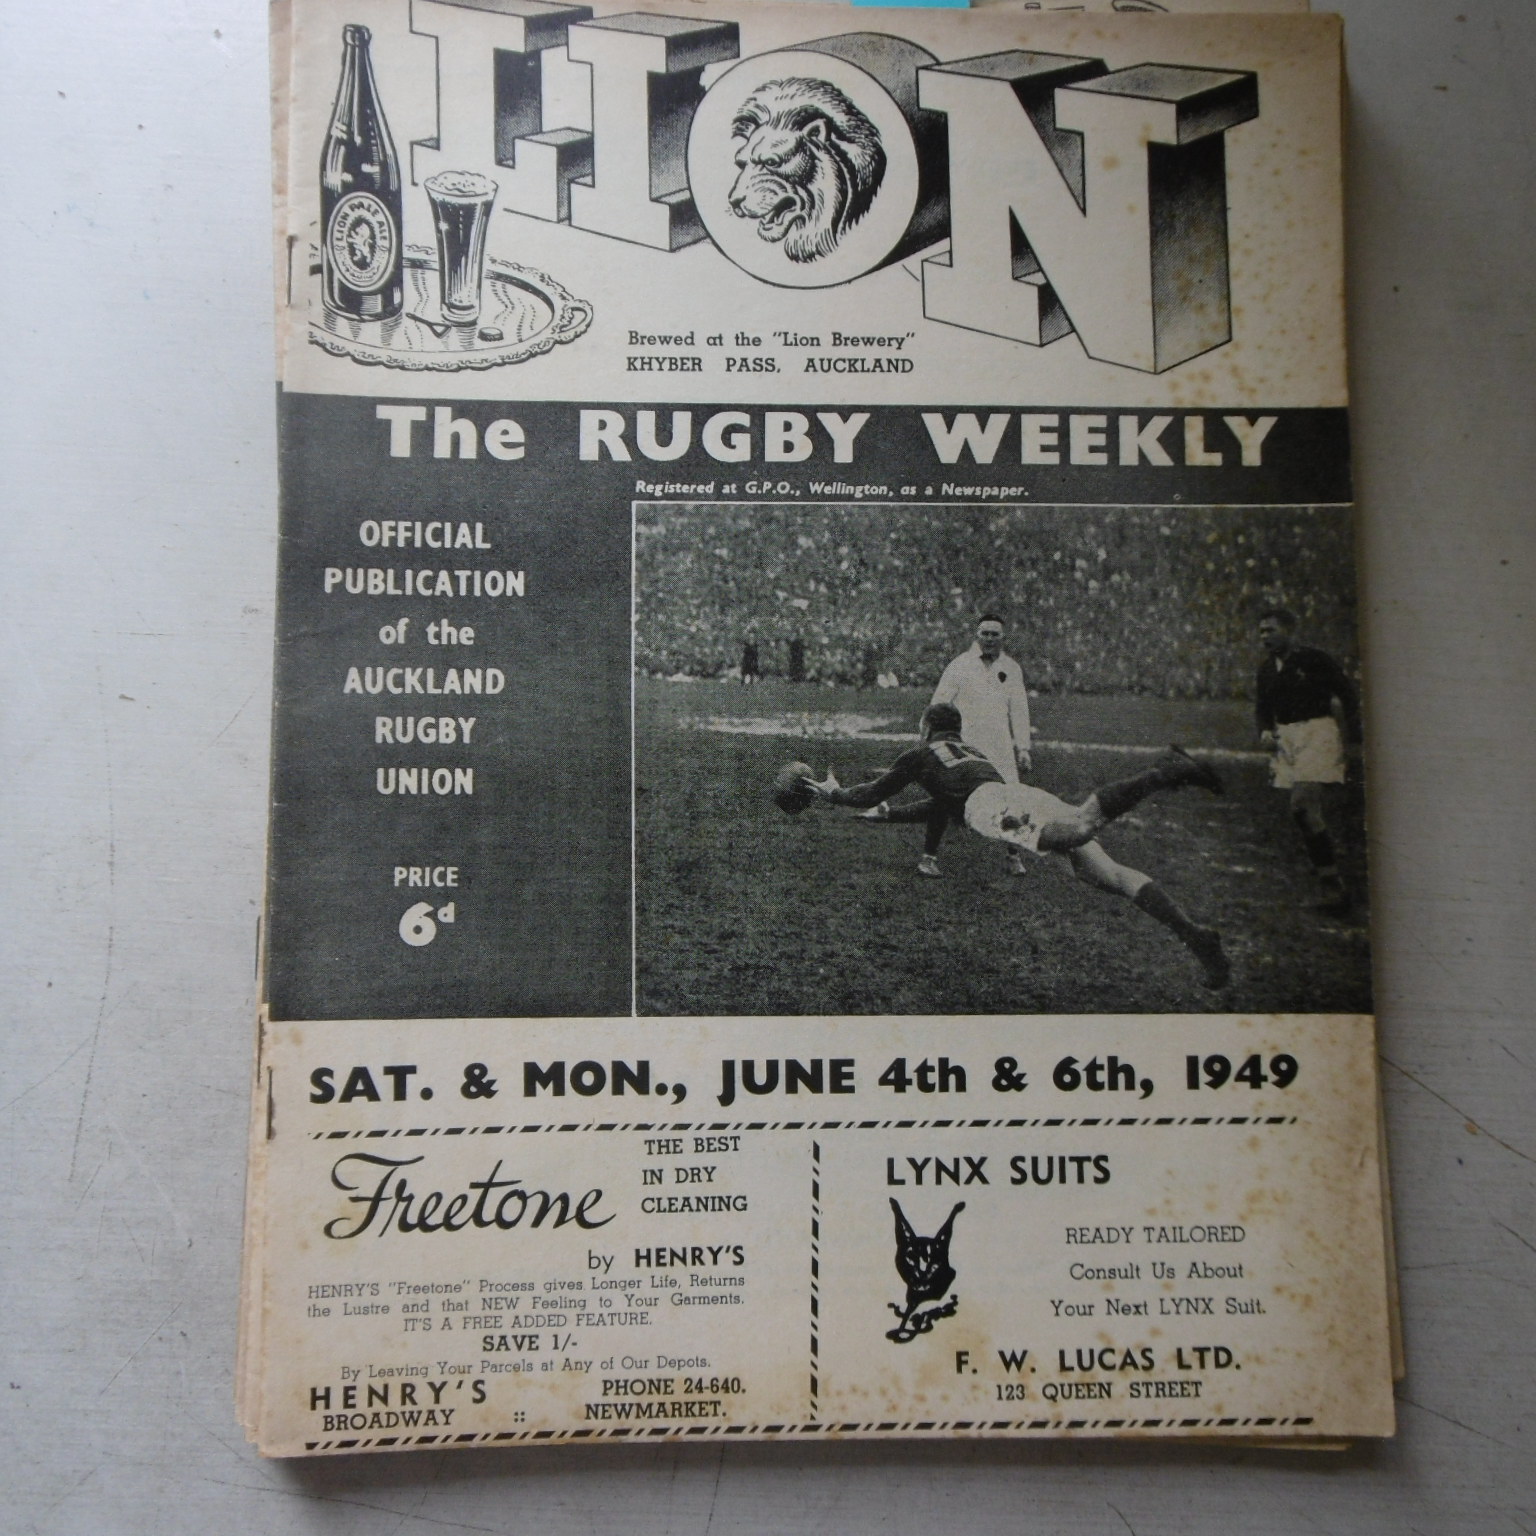 LION
LION PALE ALE
Brewed at the "Lion Brewery"
KHYBER PASS, AUCKLAND
The RUGBY WEEKLY
Registered at G.P.O., Wellington, as a Newspaper.
OFFICIAL
PUBLICATION
of the
AUCKLAND
RUGBY
UNION
PRICE
6d
SAT. & MON., JUNE 4th & 6th, 1949
Freetone
THE BEST
IN DRY
CLEANING
by HENRY'S
HENRY'S "Freetone" Process gives Longer Life, Returns
the Lustre and that NEW Feeling to Your Garments.
IT'S A FREE ADDED FEATURE.
SAVE 1/-
By Leaving Your Parcels at Any of Our Depots.
HENRY'S PHONE 24-640.
BROADWAY :: NEWMARKET.
LYNX SUITS
Lynx
READY TAILORED
Consult Us About
Your Next LYNX Suit.
F. W. LUCAS LTD.
123 QUEEN STREET